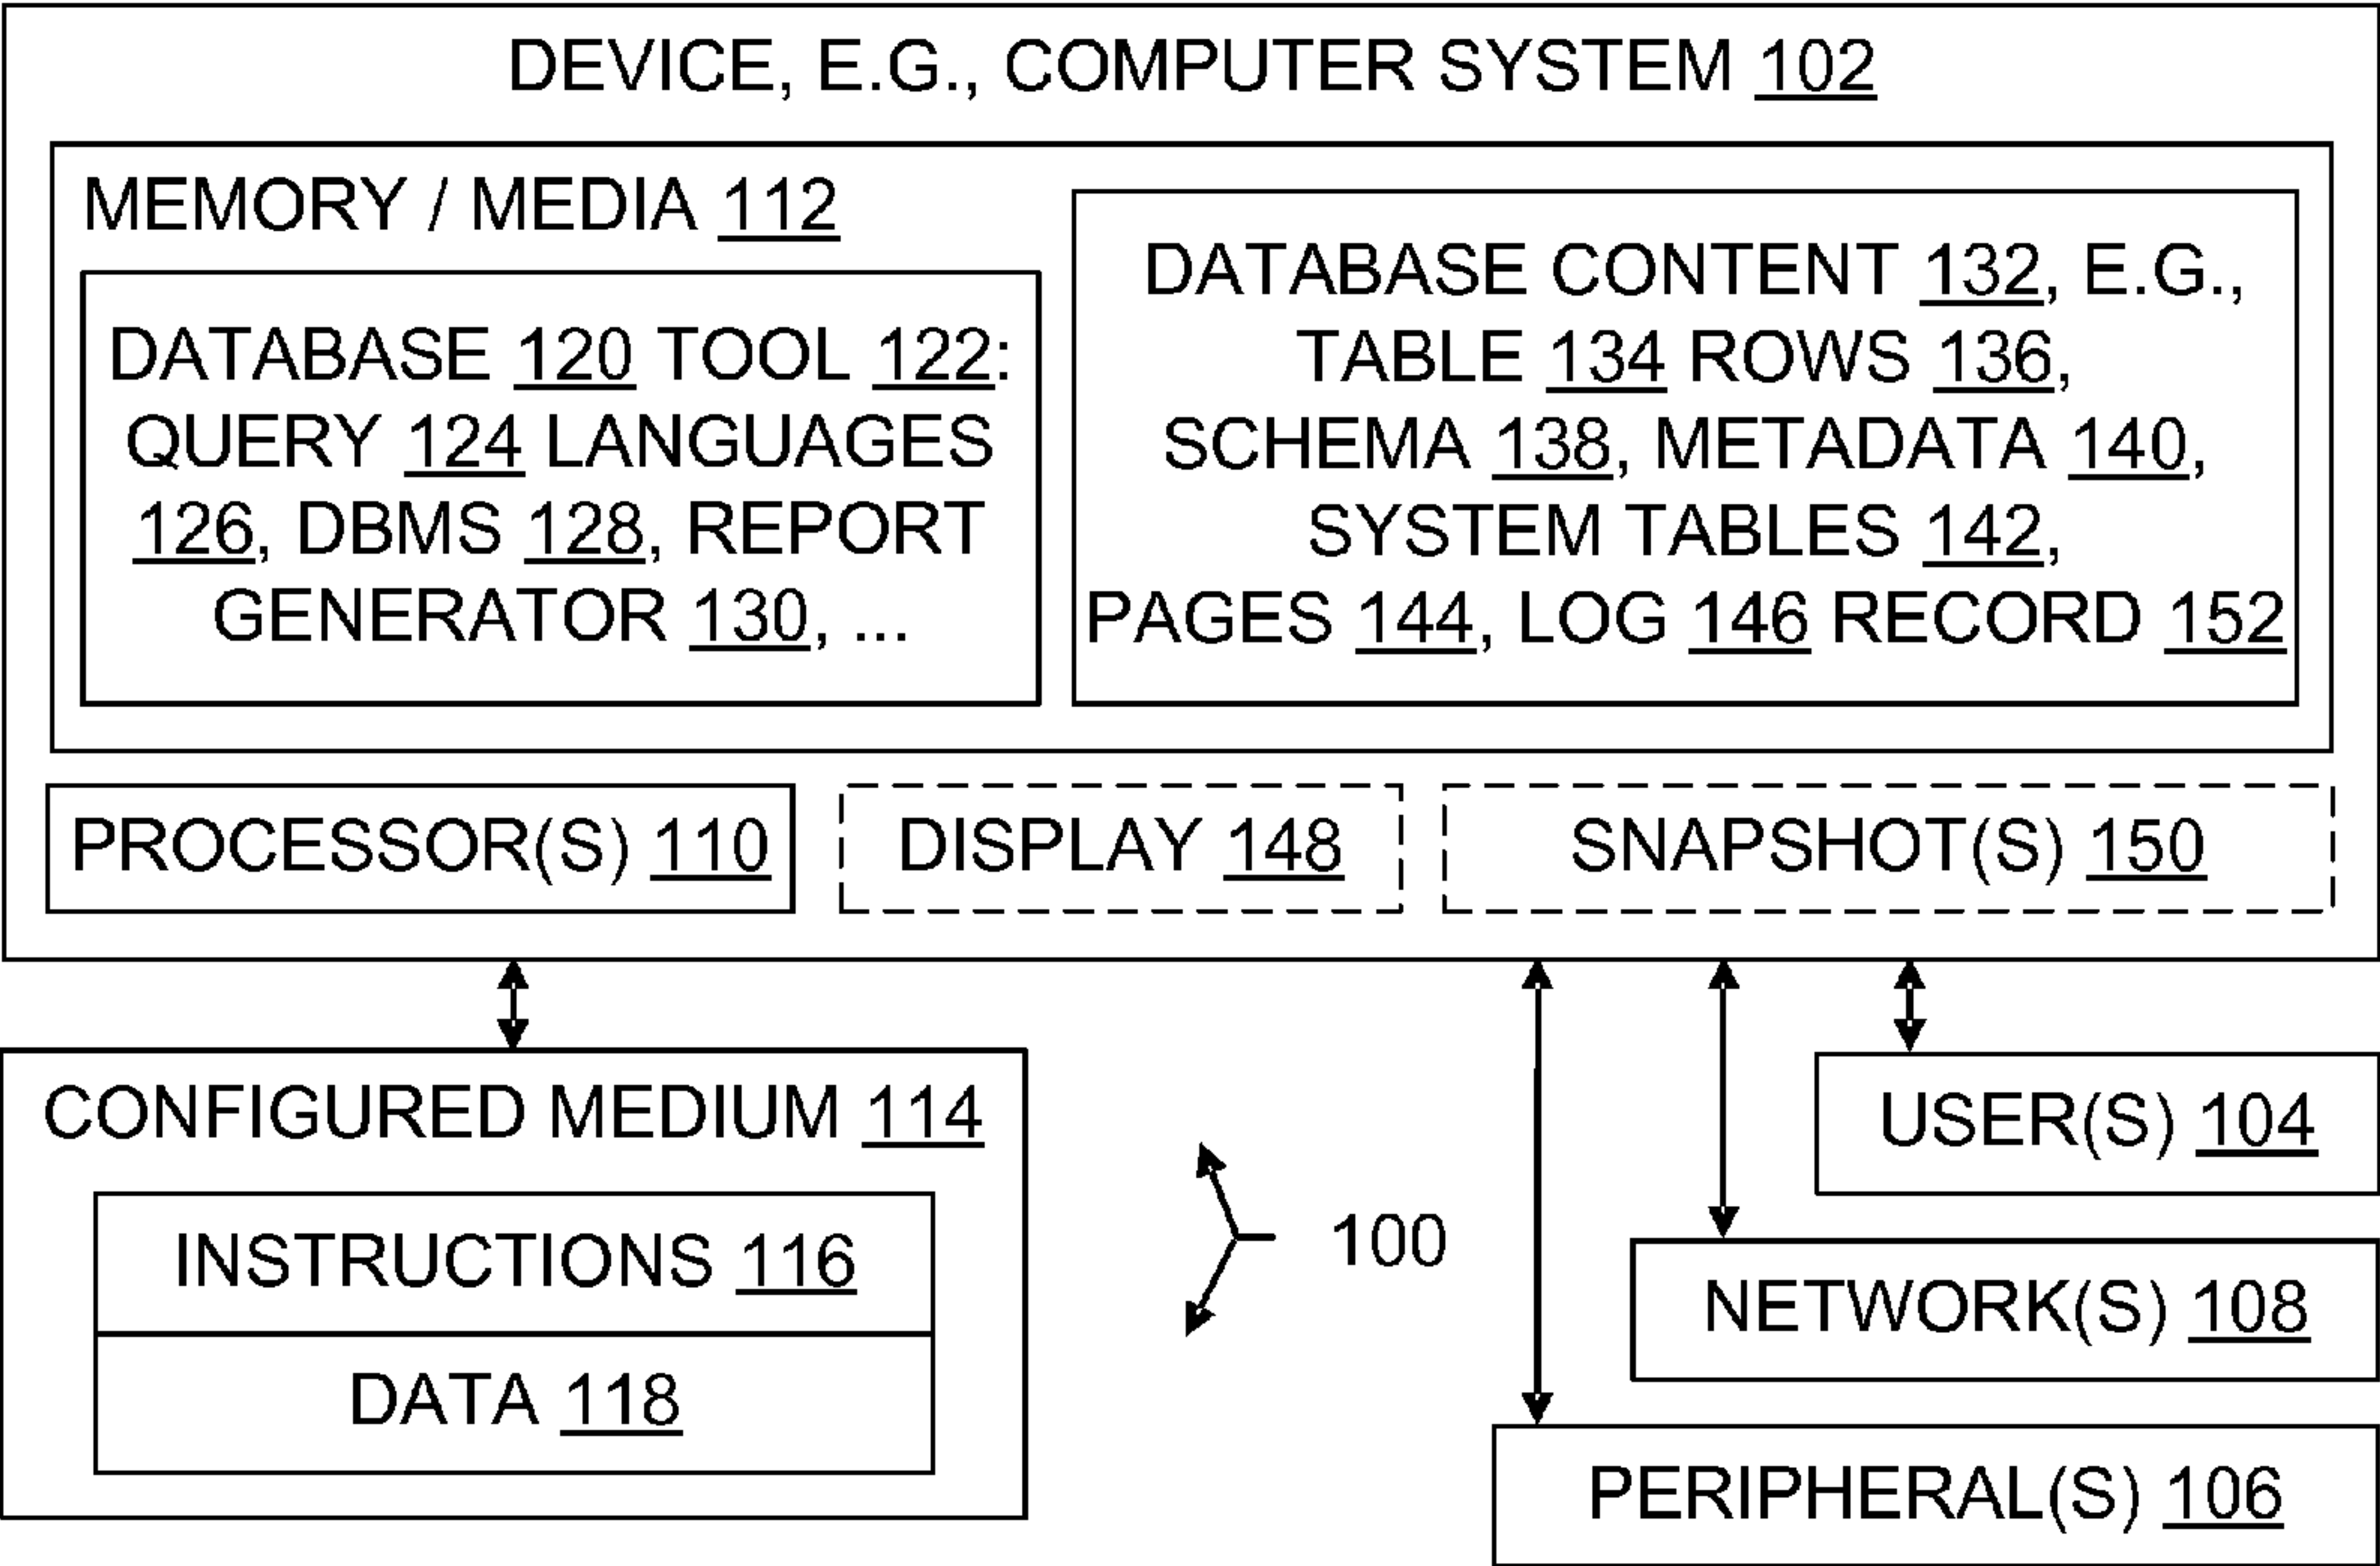 DEVICE, E.G., COMPUTER SYSTEM 102
MEMORY / MEDIA 112
DATABASE 120 TOOL 122:
QUERY 124 LANGUAGES
126, DBMS 128, REPORT
GENERATOR 130, ...
DATABASE CONTENT 132, E.G.,
TABLE 134 ROWS 136,
SCHEMA 138, METADATA 140,
SYSTEM TABLES 142,
PAGES 144, LOG 146 RECORD 152
PROCESSOR(S) 110
DISPLAY 148
SNAPSHOT(S) 150
CONFIGURED MEDIUM 114
INSTRUCTIONS 116
DATA 118
100
USER(S) 104
NETWORK(S) 108
PERIPHERAL(S) 106